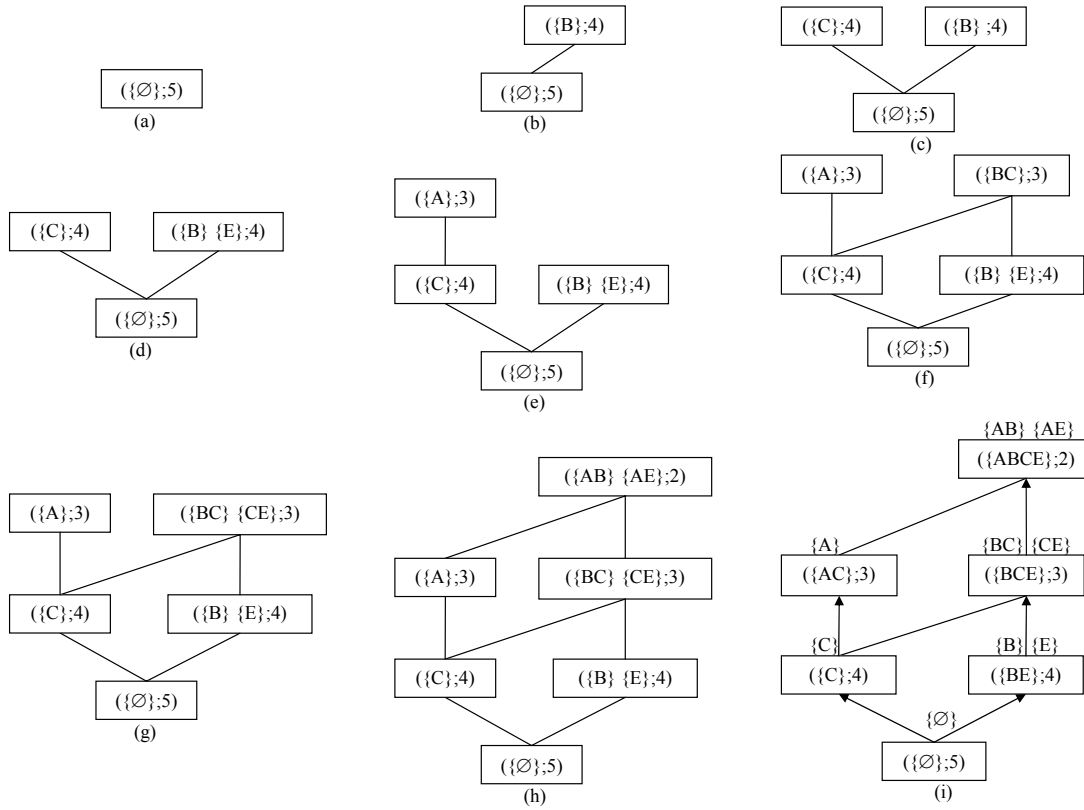 ({∅};5)
(a)
({B};4)
({∅};5)
(b)
({C};4) ({B} ;4)
({∅};5)
(c)
({C};4) ({B} {E};4)
({∅};5)
(d)
({A};3)
({C};4) ({B} {E};4)
({∅};5)
(e)
({A};3) ({BC};3)
({C};4) ({B} {E};4)
({∅};5)
(f)
({A};3) ({BC} {CE};3)
({C};4) ({B} {E};4)
({∅};5)
(g)
({AB} {AE};2)
({A};3) ({BC} {CE};3)
({C};4) ({B} {E};4)
({∅};5)
(h)
{AB} {AE}
({ABCE};2)
{A} {BC} {CE}
({AC};3) ({BCE};3)
{C} {B} {E}
({C};4) ({BE};4)
{∅}
({∅};5)
(i)